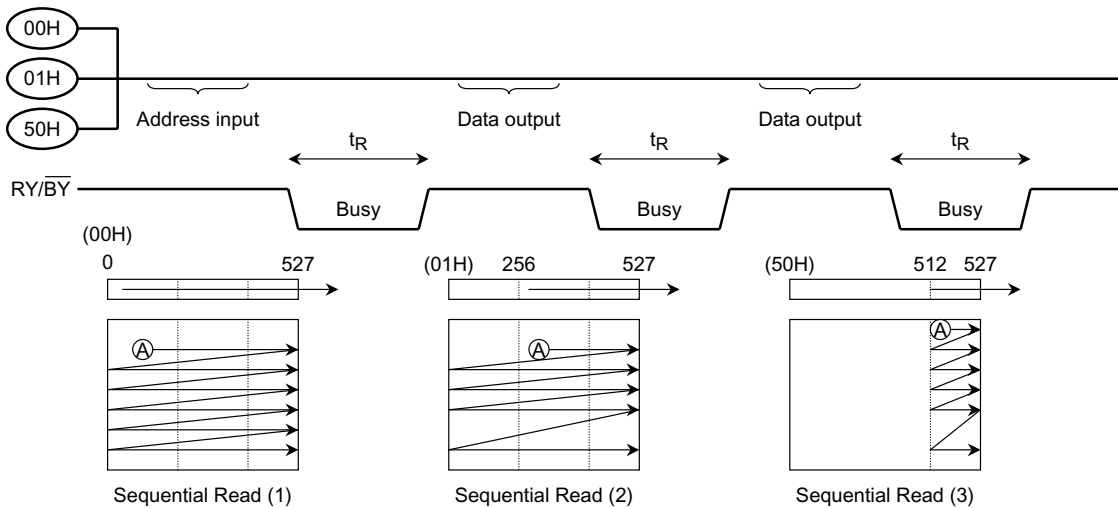 00H
01H
50H
Address input
Data output
Data output
tR
tR
tR
RY/B̅Y̅
Busy
Busy
Busy
(00H)
0 527
(01H) 256 527
(50H) 512 527
A
A
A
Sequential Read (1)
Sequential Read (2)
Sequential Read (3)